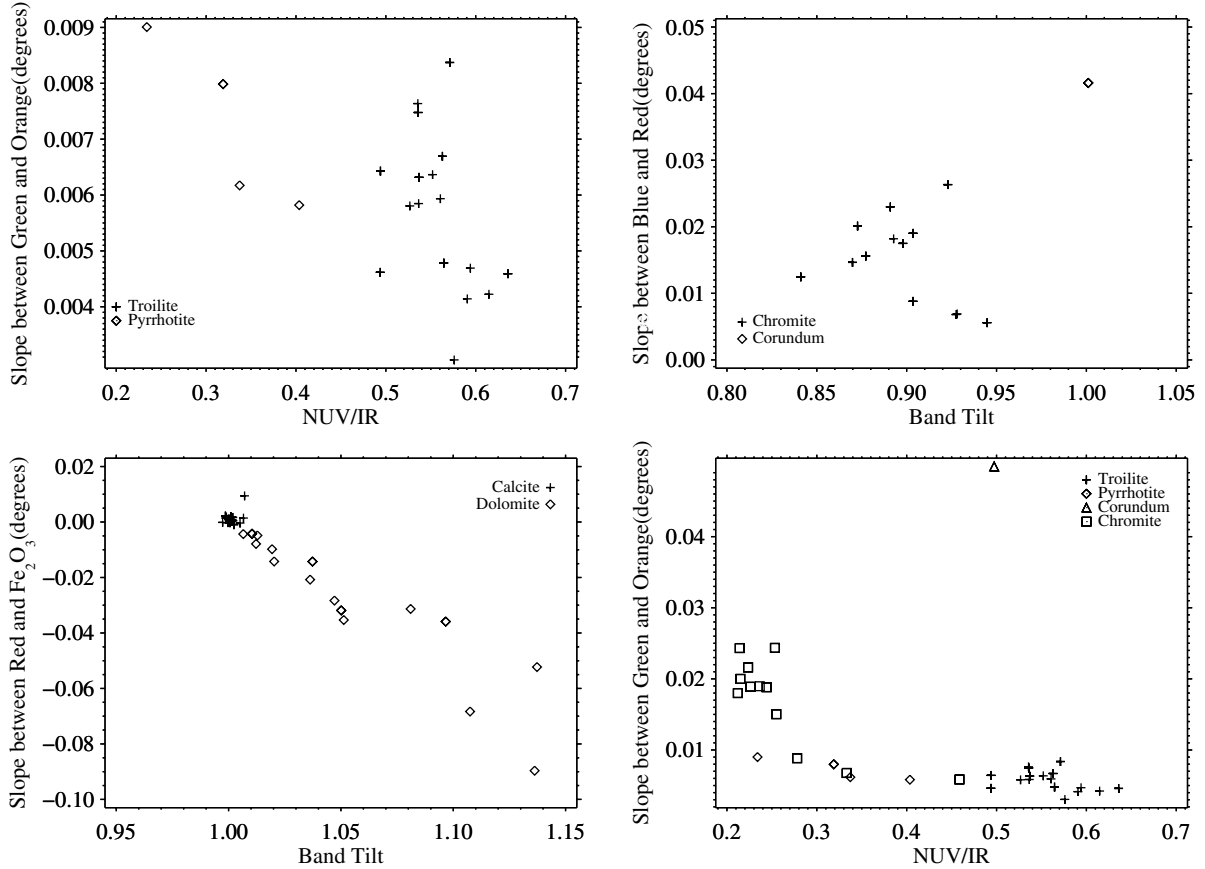 Slope between Green and Orange(degrees)
0.009
0.008
0.007
0.006
0.005
0.004
Troilite
Pyrrhotite
0.2 0.3 0.4 0.5 0.6 0.7
NUV/IR
Slope between Blue and Red(degrees)
0.05
0.04
0.03
0.02
0.01
0.00
Chromite
Corundum
0.80 0.85 0.90 0.95 1.00 1.05
Band Tilt
Slope between Red and Fe2O3(degrees)
0.02
0.00
−0.02
−0.04
−0.06
−0.08
−0.10
Calcite
Dolomite
0.95 1.00 1.05 1.10 1.15
Band Tilt
Slope between Green and Orange(degrees)
0.04
0.03
0.02
0.01
Troilite
Pyrrhotite
Corundum
Chromite
0.2 0.3 0.4 0.5 0.6 0.7
NUV/IR